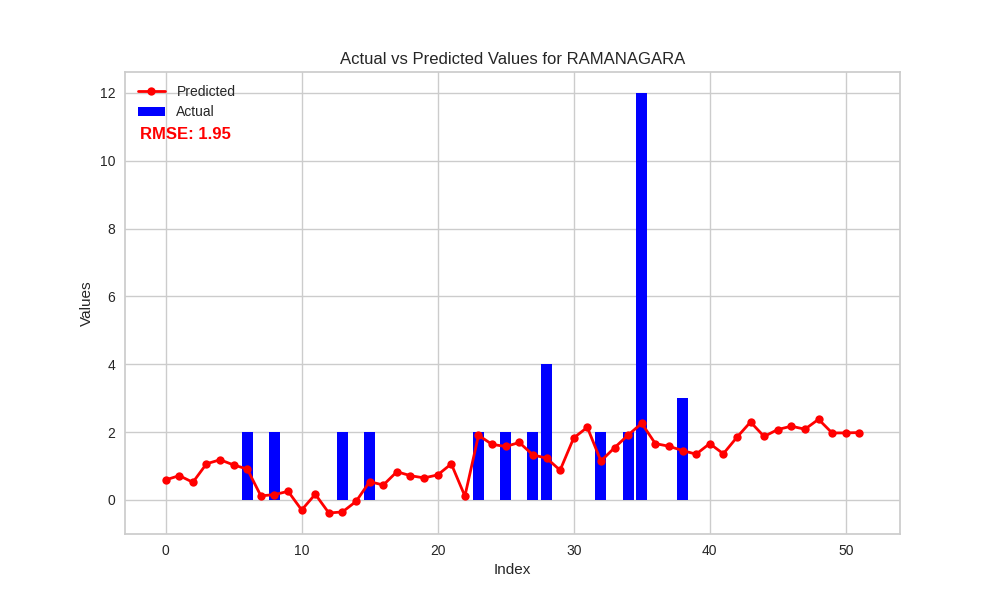 Actual vs Predicted Values for RAMANAGARA
Predicted
Actual
RMSE: 1.95
12
10
8
6
4
2
0
Values
0 10 20 30 40 50
Index